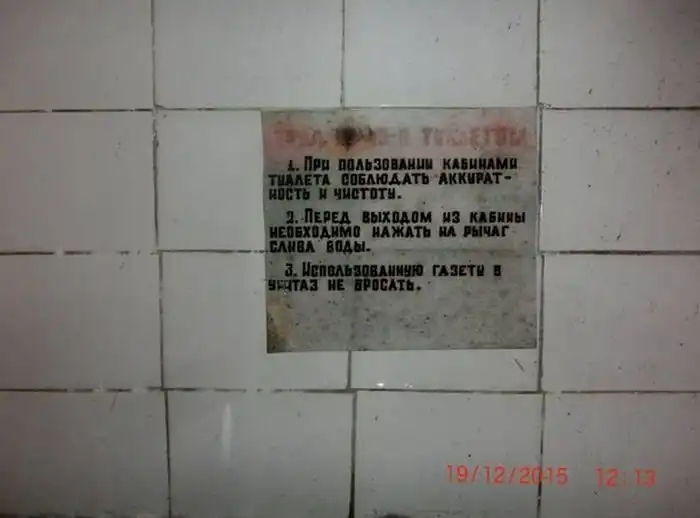 ТУАЛЕТОМ
1. При пользовании кабинами
туалета соблюдать аккурат-
ность и чистоту.
2. Перед выходом из кабины
необходимо нажать на рычаг
слива воды.
3. Использованную газету в
унитаз не бросать.
19/12/2015 12:13